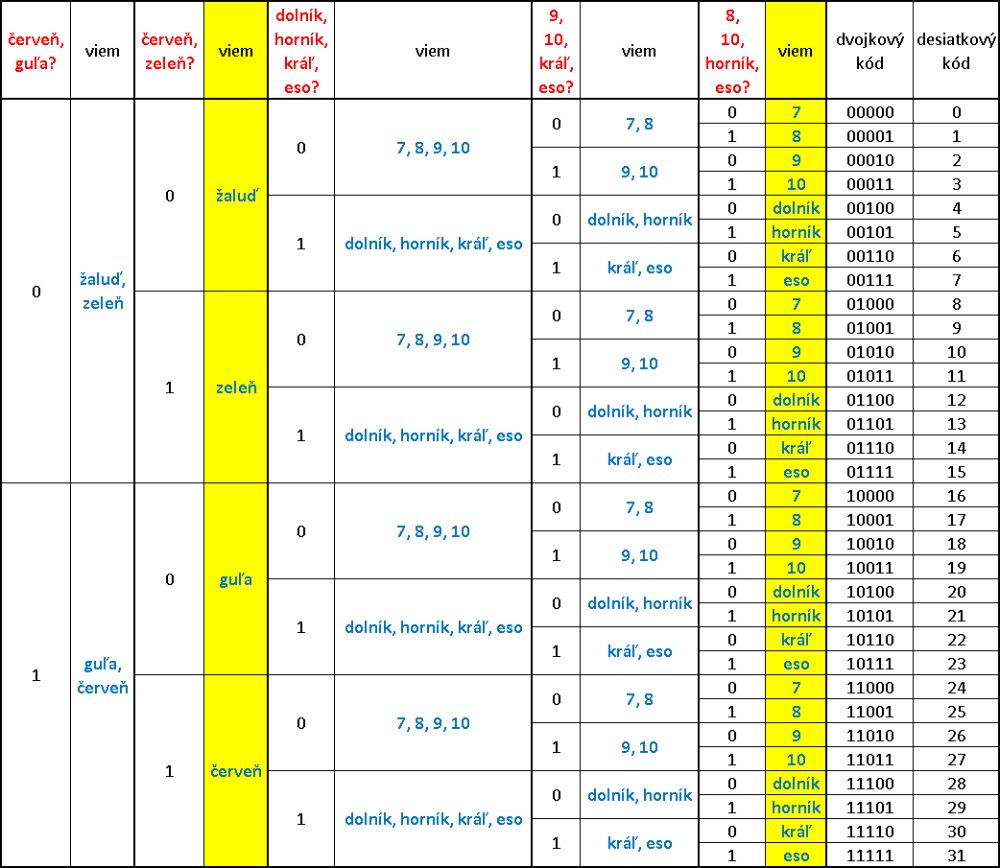 červeň, guľa? viem červeň, zeleň? viem dolník, horník, kráľ, eso? viem 9, 10, kráľ, eso? viem 8, 10, horník, eso? viem dvojkový kód desiatkový kód
0 žaluď, zeleň 0 žaluď 0 7, 8, 9, 10 0 7, 8 0 7 00000 0
1 8 00001 1
1 9, 10 0 9 00010 2
1 10 00011 3
1 dolník, horník, kráľ, eso 0 dolník, horník 0 dolník 00100 4
1 horník 00101 5
1 kráľ, eso 0 kráľ 00110 6
1 eso 00111 7
1 zeleň 0 7, 8, 9, 10 0 7, 8 0 7 01000 8
1 8 01001 9
1 9, 10 0 9 01010 10
1 10 01011 11
1 dolník, horník, kráľ, eso 0 dolník, horník 0 dolník 01100 12
1 horník 01101 13
1 kráľ, eso 0 kráľ 01110 14
1 eso 01111 15
1 guľa, červeň 0 guľa 0 7, 8, 9, 10 0 7, 8 0 7 10000 16
1 8 10001 17
1 9, 10 0 9 10010 18
1 10 10011 19
1 dolník, horník, kráľ, eso 0 dolník, horník 0 dolník 10100 20
1 horník 10101 21
1 kráľ, eso 0 kráľ 10110 22
1 eso 10111 23
1 červeň 0 7, 8, 9, 10 0 7, 8 0 7 11000 24
1 8 11001 25
1 9, 10 0 9 11010 26
1 10 11011 27
1 dolník, horník, kráľ, eso 0 dolník, horník 0 dolník 11100 28
1 horník 11101 29
1 kráľ, eso 0 kráľ 11110 30
1 eso 11111 31